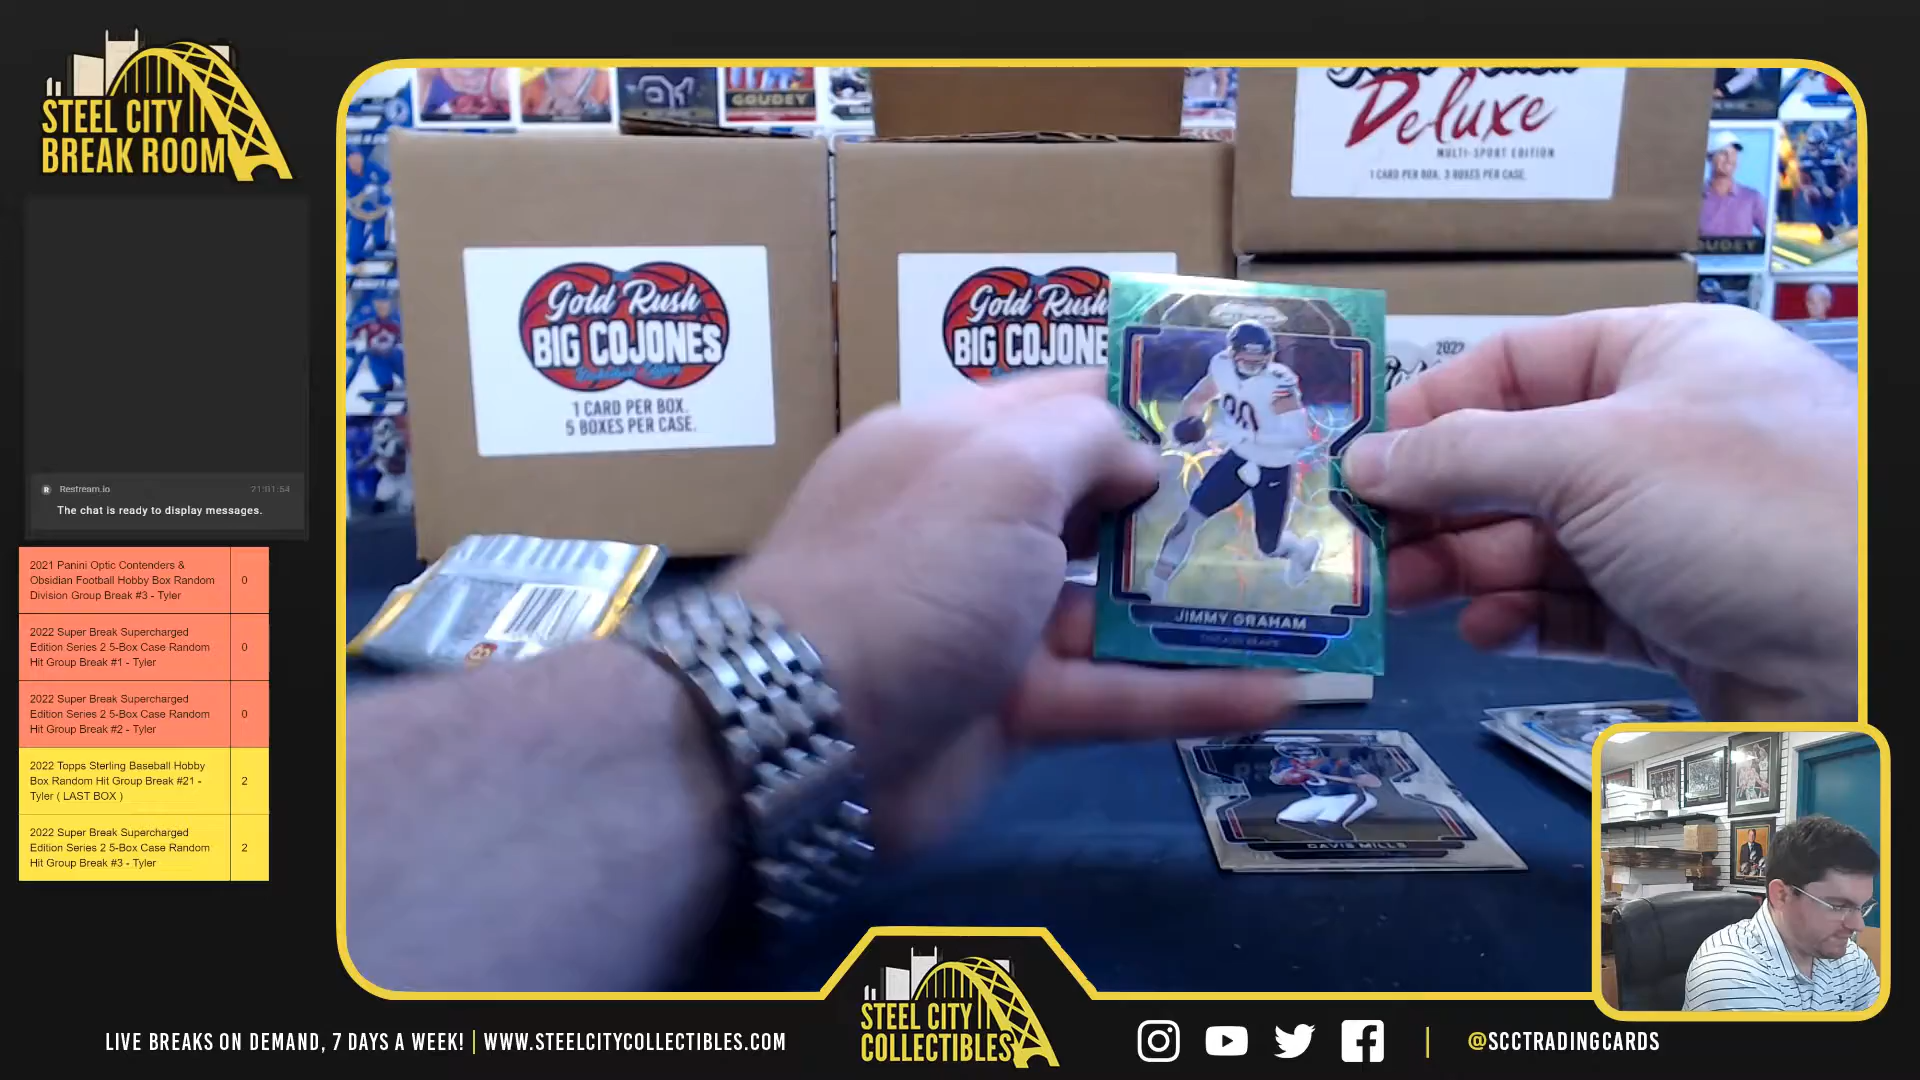 STEEL CITY
BREAK ROOM
Restream.io
21:01:54
The chat is ready to display messages.
2021 Panini Optic Contenders &
Obsidian Football Hobby Box Random
Division Group Break #3 - Tyler
0
2022 Super Break Supercharged
Edition Series 2 5-Box Case Random
Hit Group Break #1 - Tyler
0
2022 Super Break Supercharged
Edition Series 2 5-Box Case Random
Hit Group Break #2 - Tyler
0
2022 Topps Sterling Baseball Hobby
Box Random Hit Group Break #21 -
Tyler ( LAST BOX )
2
2022 Super Break Supercharged
Edition Series 2 5-Box Case Random
Hit Group Break #3 - Tyler
2
GOUDEY
Deluxe
MULTI-SPORT EDITION
1 CARD PER BOX. 3 BOXES PER CASE.
Gold Rush
BIG COJONES
Basketball Edition
1 CARD PER BOX.
5 BOXES PER CASE.
Gold Rush
BIG COJONE
2022
PRIZM
80
JIMMY GRAHAM
CHICAGO BEARS
DAVIS MILLS
LIVE BREAKS ON DEMAND, 7 DAYS A WEEK! | WWW.STEELCITYCOLLECTIBLES.COM
STEEL CITY
COLLECTIBLES
@SCCTRADINGCARDS